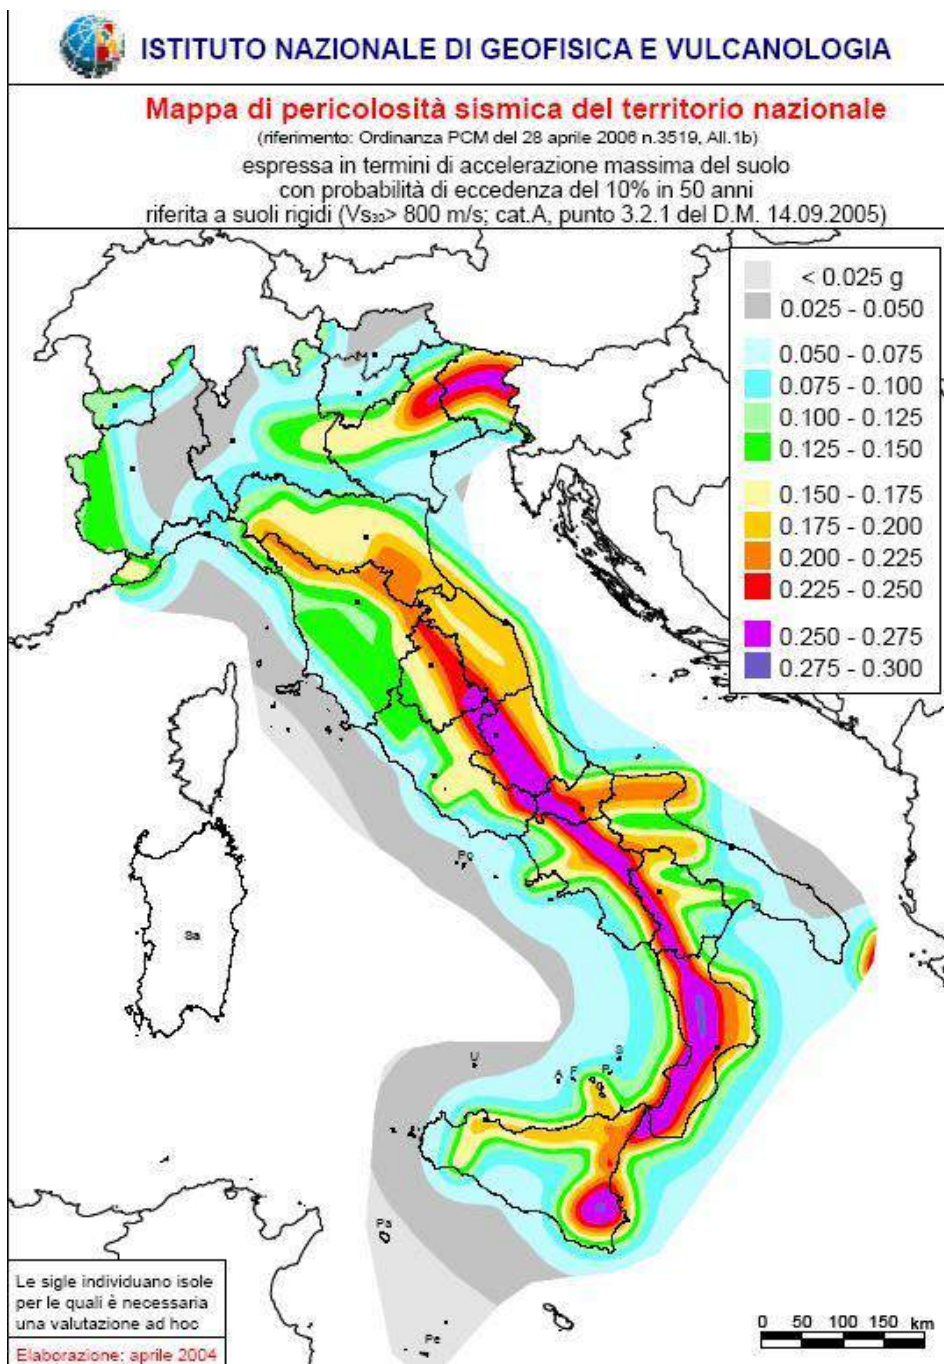 ISTITUTO NAZIONALE DI GEOFISICA E VULCANOLOGIA
Mappa di pericolosità sismica del territorio nazionale
(riferimento: Ordinanza PCM del 28 aprile 2006 n.3519, All.1b)
espressa in termini di accelerazione massima del suolo
con probabilità di eccedenza del 10% in 50 anni
riferita a suoli rigidi (Vs₃₀> 800 m/s; cat.A, punto 3.2.1 del D.M. 14.09.2005)
< 0.025 g
0.025 - 0.050
0.050 - 0.075
0.075 - 0.100
0.100 - 0.125
0.125 - 0.150
0.150 - 0.175
0.175 - 0.200
0.200 - 0.225
0.225 - 0.250
0.250 - 0.275
0.275 - 0.300
Po
Sa
U
A
F
P
S
Pa
Pe
Le sigle individuano isole
per le quali è necessaria
una valutazione ad hoc
Elaborazione: aprile 2004
0 50 100 150 km